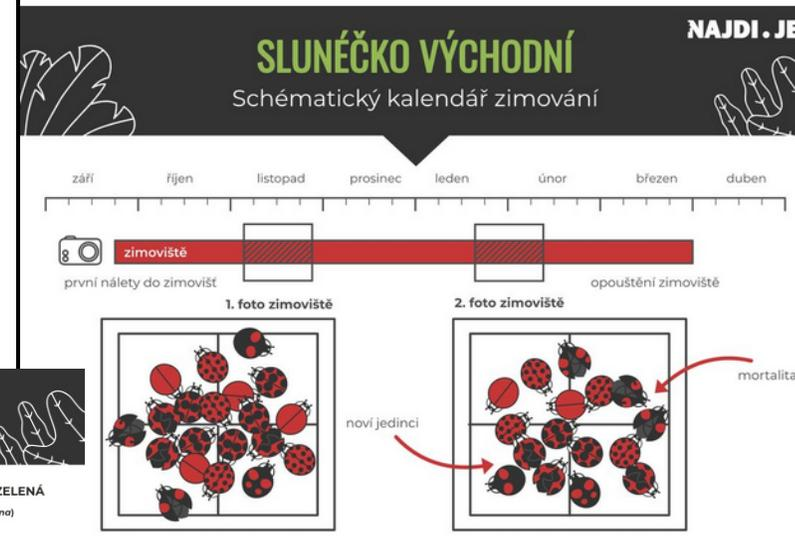 NAJDI.JE
SLUNÉČKO VÝCHODNÍ
Schématický kalendář zimování
září říjen listopad prosinec leden únor březen duben
zimoviště
první nálety do zimovišť opouštění zimoviště
1. foto zimoviště 2. foto zimoviště
mortalita
noví jedinci
ZELENÁ
na)